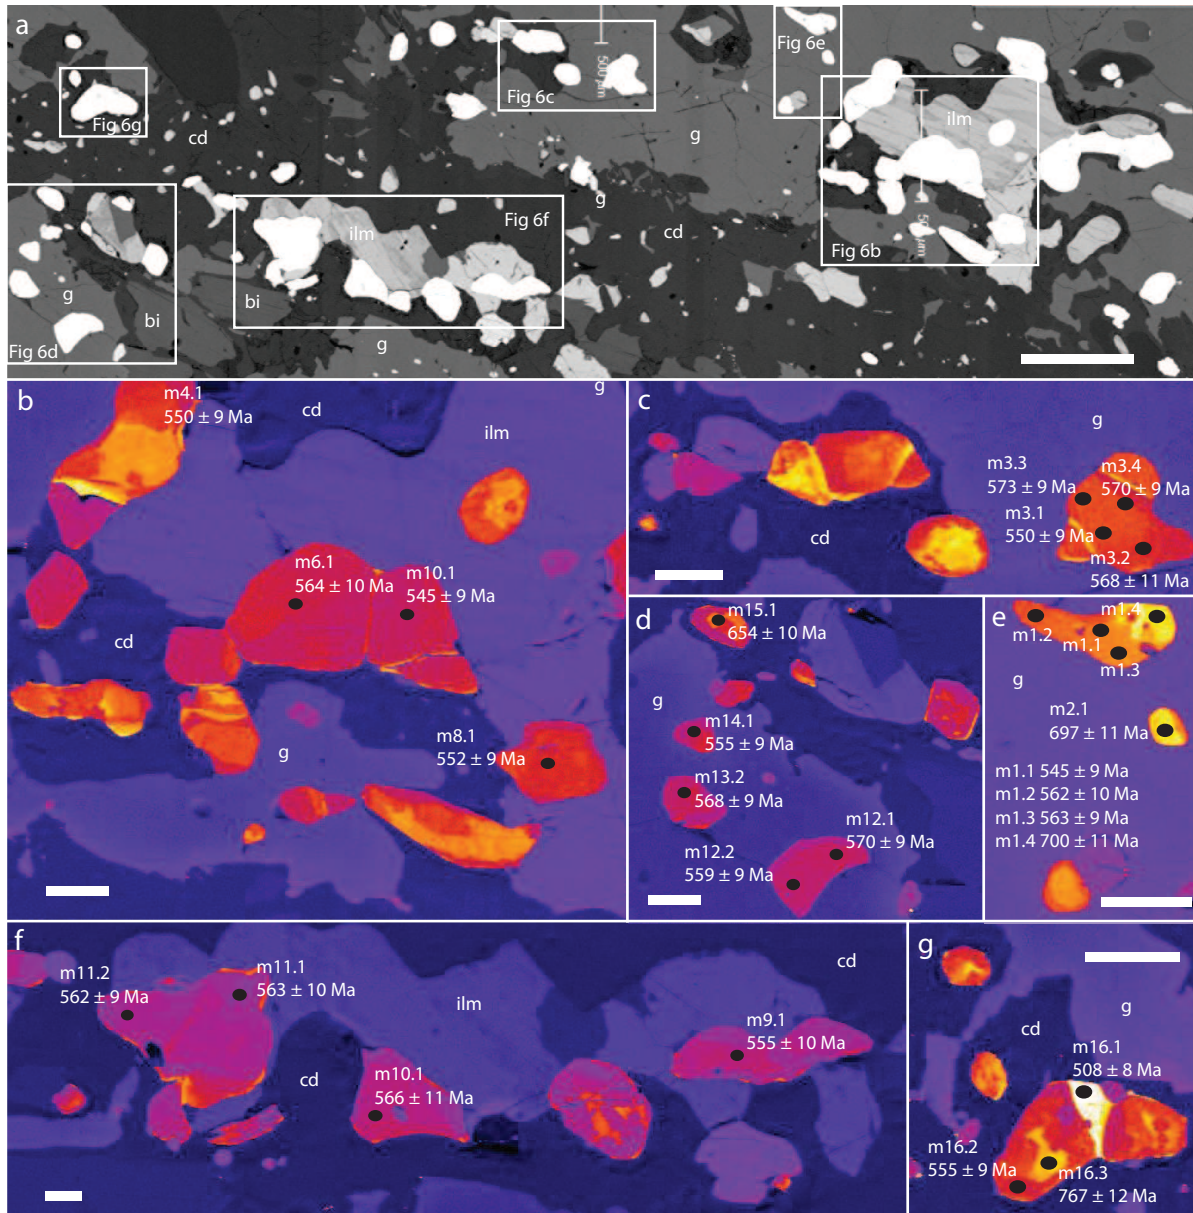 a
Fig 6g
cd
Fig 6c
500 µm
g
Fig 6e
ilm
Fig 6b
500 µm
g
cd
Fig 6f
ilm
bi
g
bi
Fig 6d
g
b
m4.1
550 ± 9 Ma
cd
g
ilm
m6.1
564 ± 10 Ma
m10.1
545 ± 9 Ma
cd
g
m8.1
552 ± 9 Ma
c
g
m3.3
573 ± 9 Ma
m3.4
570 ± 9 Ma
m3.1
550 ± 9 Ma
m3.2
568 ± 11 Ma
cd
d
m15.1
654 ± 10 Ma
g
m14.1
555 ± 9 Ma
m13.2
568 ± 9 Ma
m12.1
570 ± 9 Ma
m12.2
559 ± 9 Ma
e
m1.4
m1.2
m1.1
m1.3
g
m2.1
697 ± 11 Ma
m1.1 545 ± 9 Ma
m1.2 562 ± 10 Ma
m1.3 563 ± 9 Ma
m1.4 700 ± 11 Ma
f
m11.2
562 ± 9 Ma
m11.1
563 ± 10 Ma
ilm
cd
cd
m10.1
566 ± 11 Ma
m9.1
555 ± 10 Ma
g
g
cd
m16.1
508 ± 8 Ma
m16.2
555 ± 9 Ma
m16.3
767 ± 12 Ma